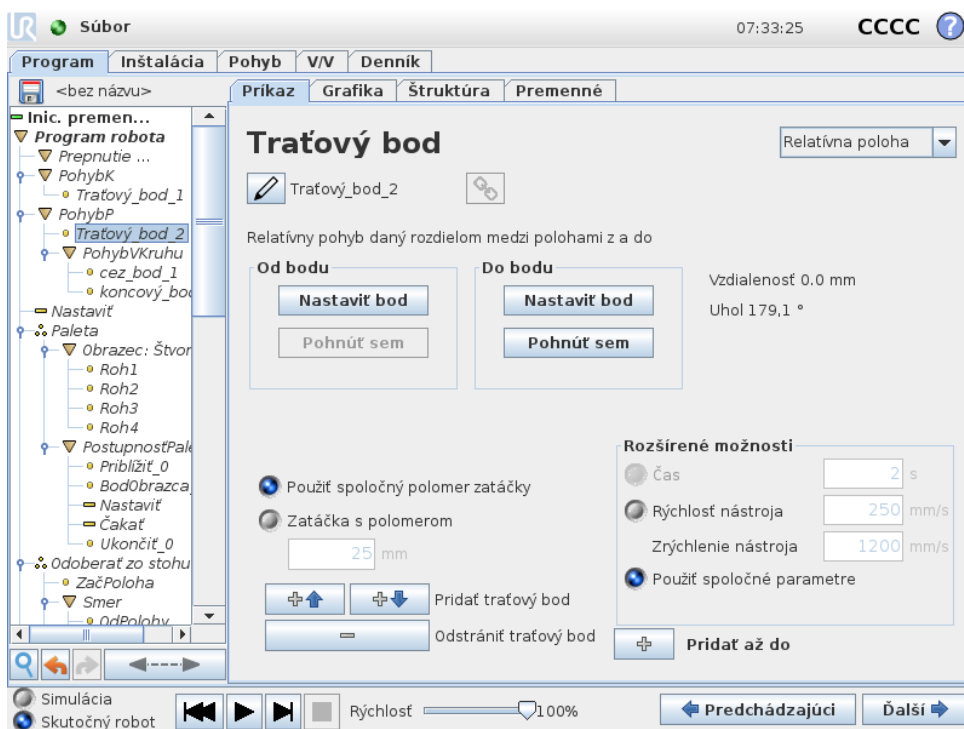 UR Súbor 07:33:25 CCCC ?
Program Inštalácia Pohyb V/V Denník
<bez názvu> Príkaz Grafika Štruktúra Premenné
Inic. premen...
Program robota
Prepnutie ...
PohybK
Traťový_bod_1
PohybP
Traťový_bod_2
PohybVKruhu
cez_bod_1
koncový_bod
Nastaviť
Paleta
Obrazec: Štvor
Roh1
Roh2
Roh3
Roh4
PostupnosťPale
Priblížiť_0
BodObrazca_
Nastaviť
Čakať
Ukončiť_0
Odoberať zo stohu
ZačPoloha
Smer
OdPolohy
Traťový bod
Relatívna poloha
Traťový_bod_2
Relatívny pohyb daný rozdielom medzi polohami z a do
Od bodu
Nastaviť bod
Pohnúť sem
Do bodu
Nastaviť bod
Pohnúť sem
Vzdialenosť 0.0 mm
Uhol 179,1 °
Použiť spoločný polomer zatáčky
Zatáčka s polomerom
25 mm
Pridať traťový bod
Odstrániť traťový bod
Rozšírené možnosti
Čas 2 s
Rýchlosť nástroja 250 mm/s
Zrýchlenie nástroja 1200 mm/s
Použiť spoločné parametre
Pridať až do
Simulácia
Skutočný robot
Rýchlosť 100%
Predchádzajúci
Ďalší